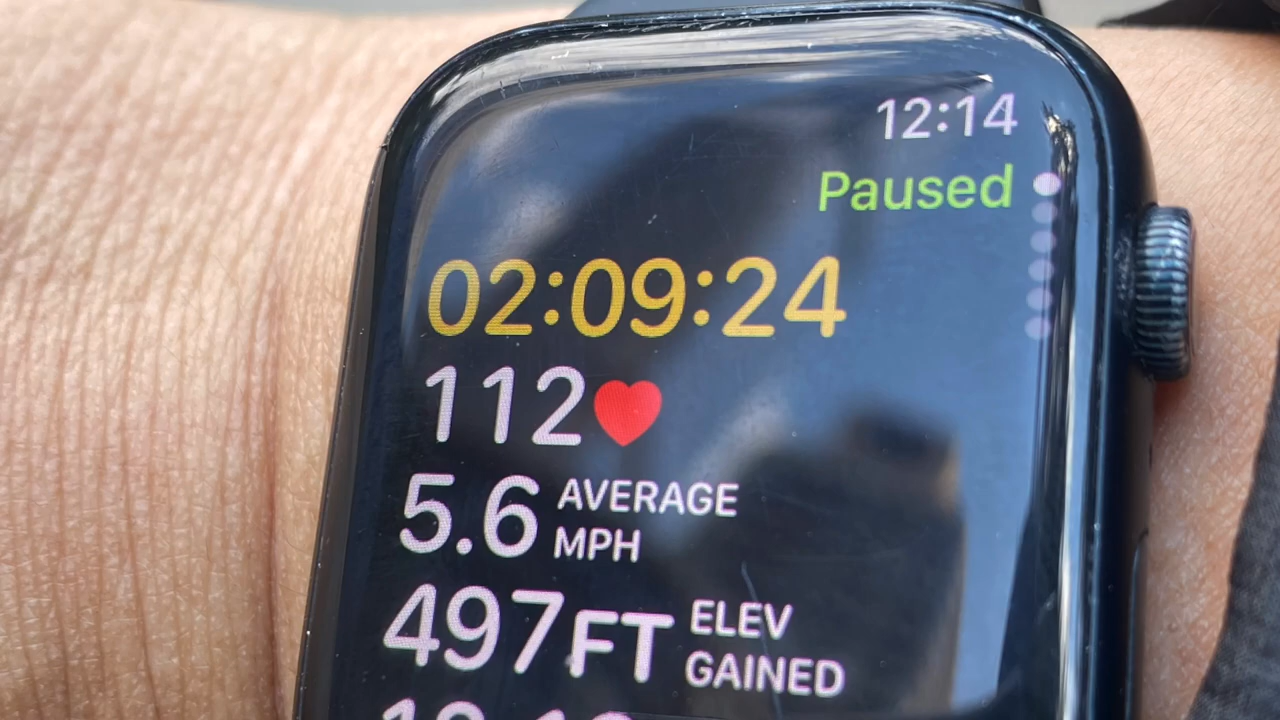 12:14
Paused
02:09:24
112
5.6 AVERAGE MPH
497FT ELEV GAINED